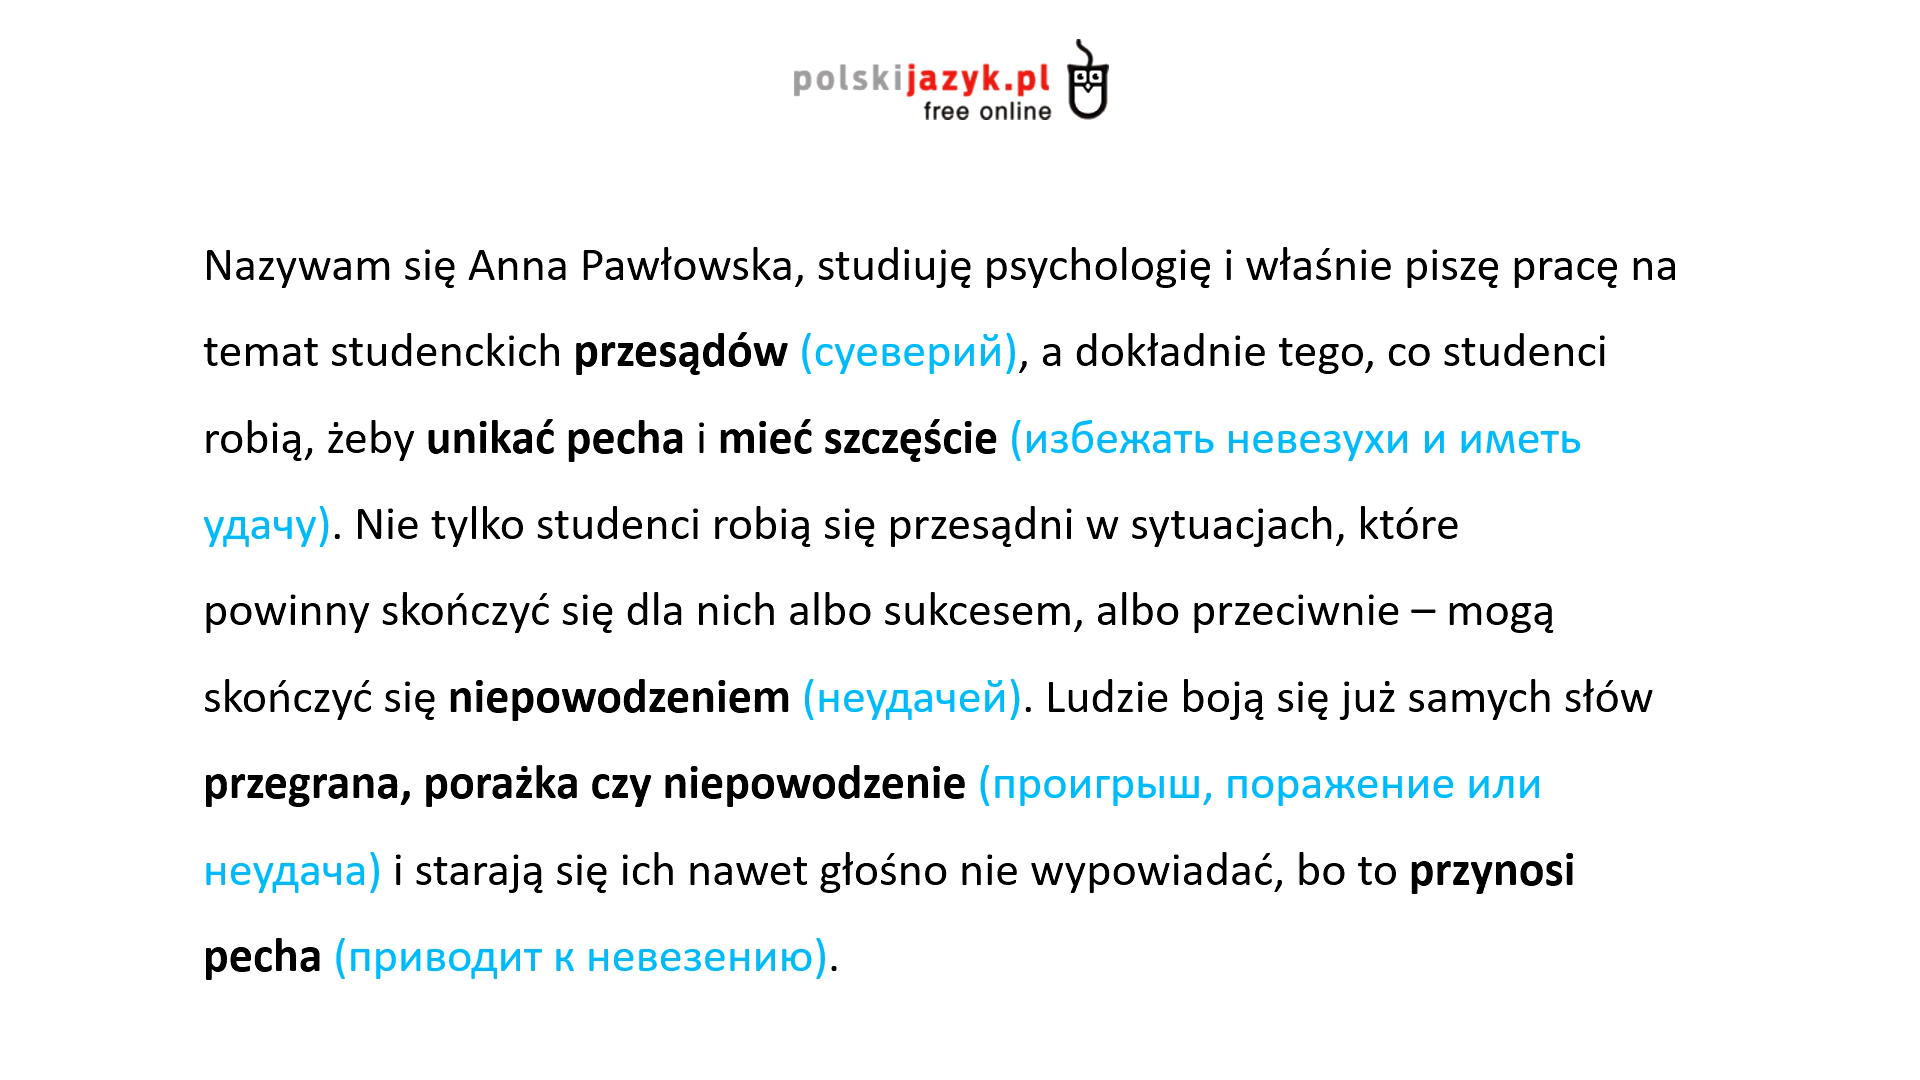 polskijazyk.pl
free online
Nazywam się Anna Pawłowska, studiuję psychologię i właśnie piszę pracę na
temat studenckich przesądów (суеверий), a dokładnie tego, co studenci
robią, żeby unikać pecha i mieć szczęście (избежать невезухи и иметь
удачу). Nie tylko studenci robią się przesądni w sytuacjach, które
powinny skończyć się dla nich albo sukcesem, albo przeciwnie – mogą
skończyć się niepowodzeniem (неудачей). Ludzie boją się już samych słów
przegrana, porażka czy niepowodzenie (проигрыш, поражение или
неудача) i starają się ich nawet głośno nie wypowiadać, bo to przynosi
pecha (приводит к невезению).